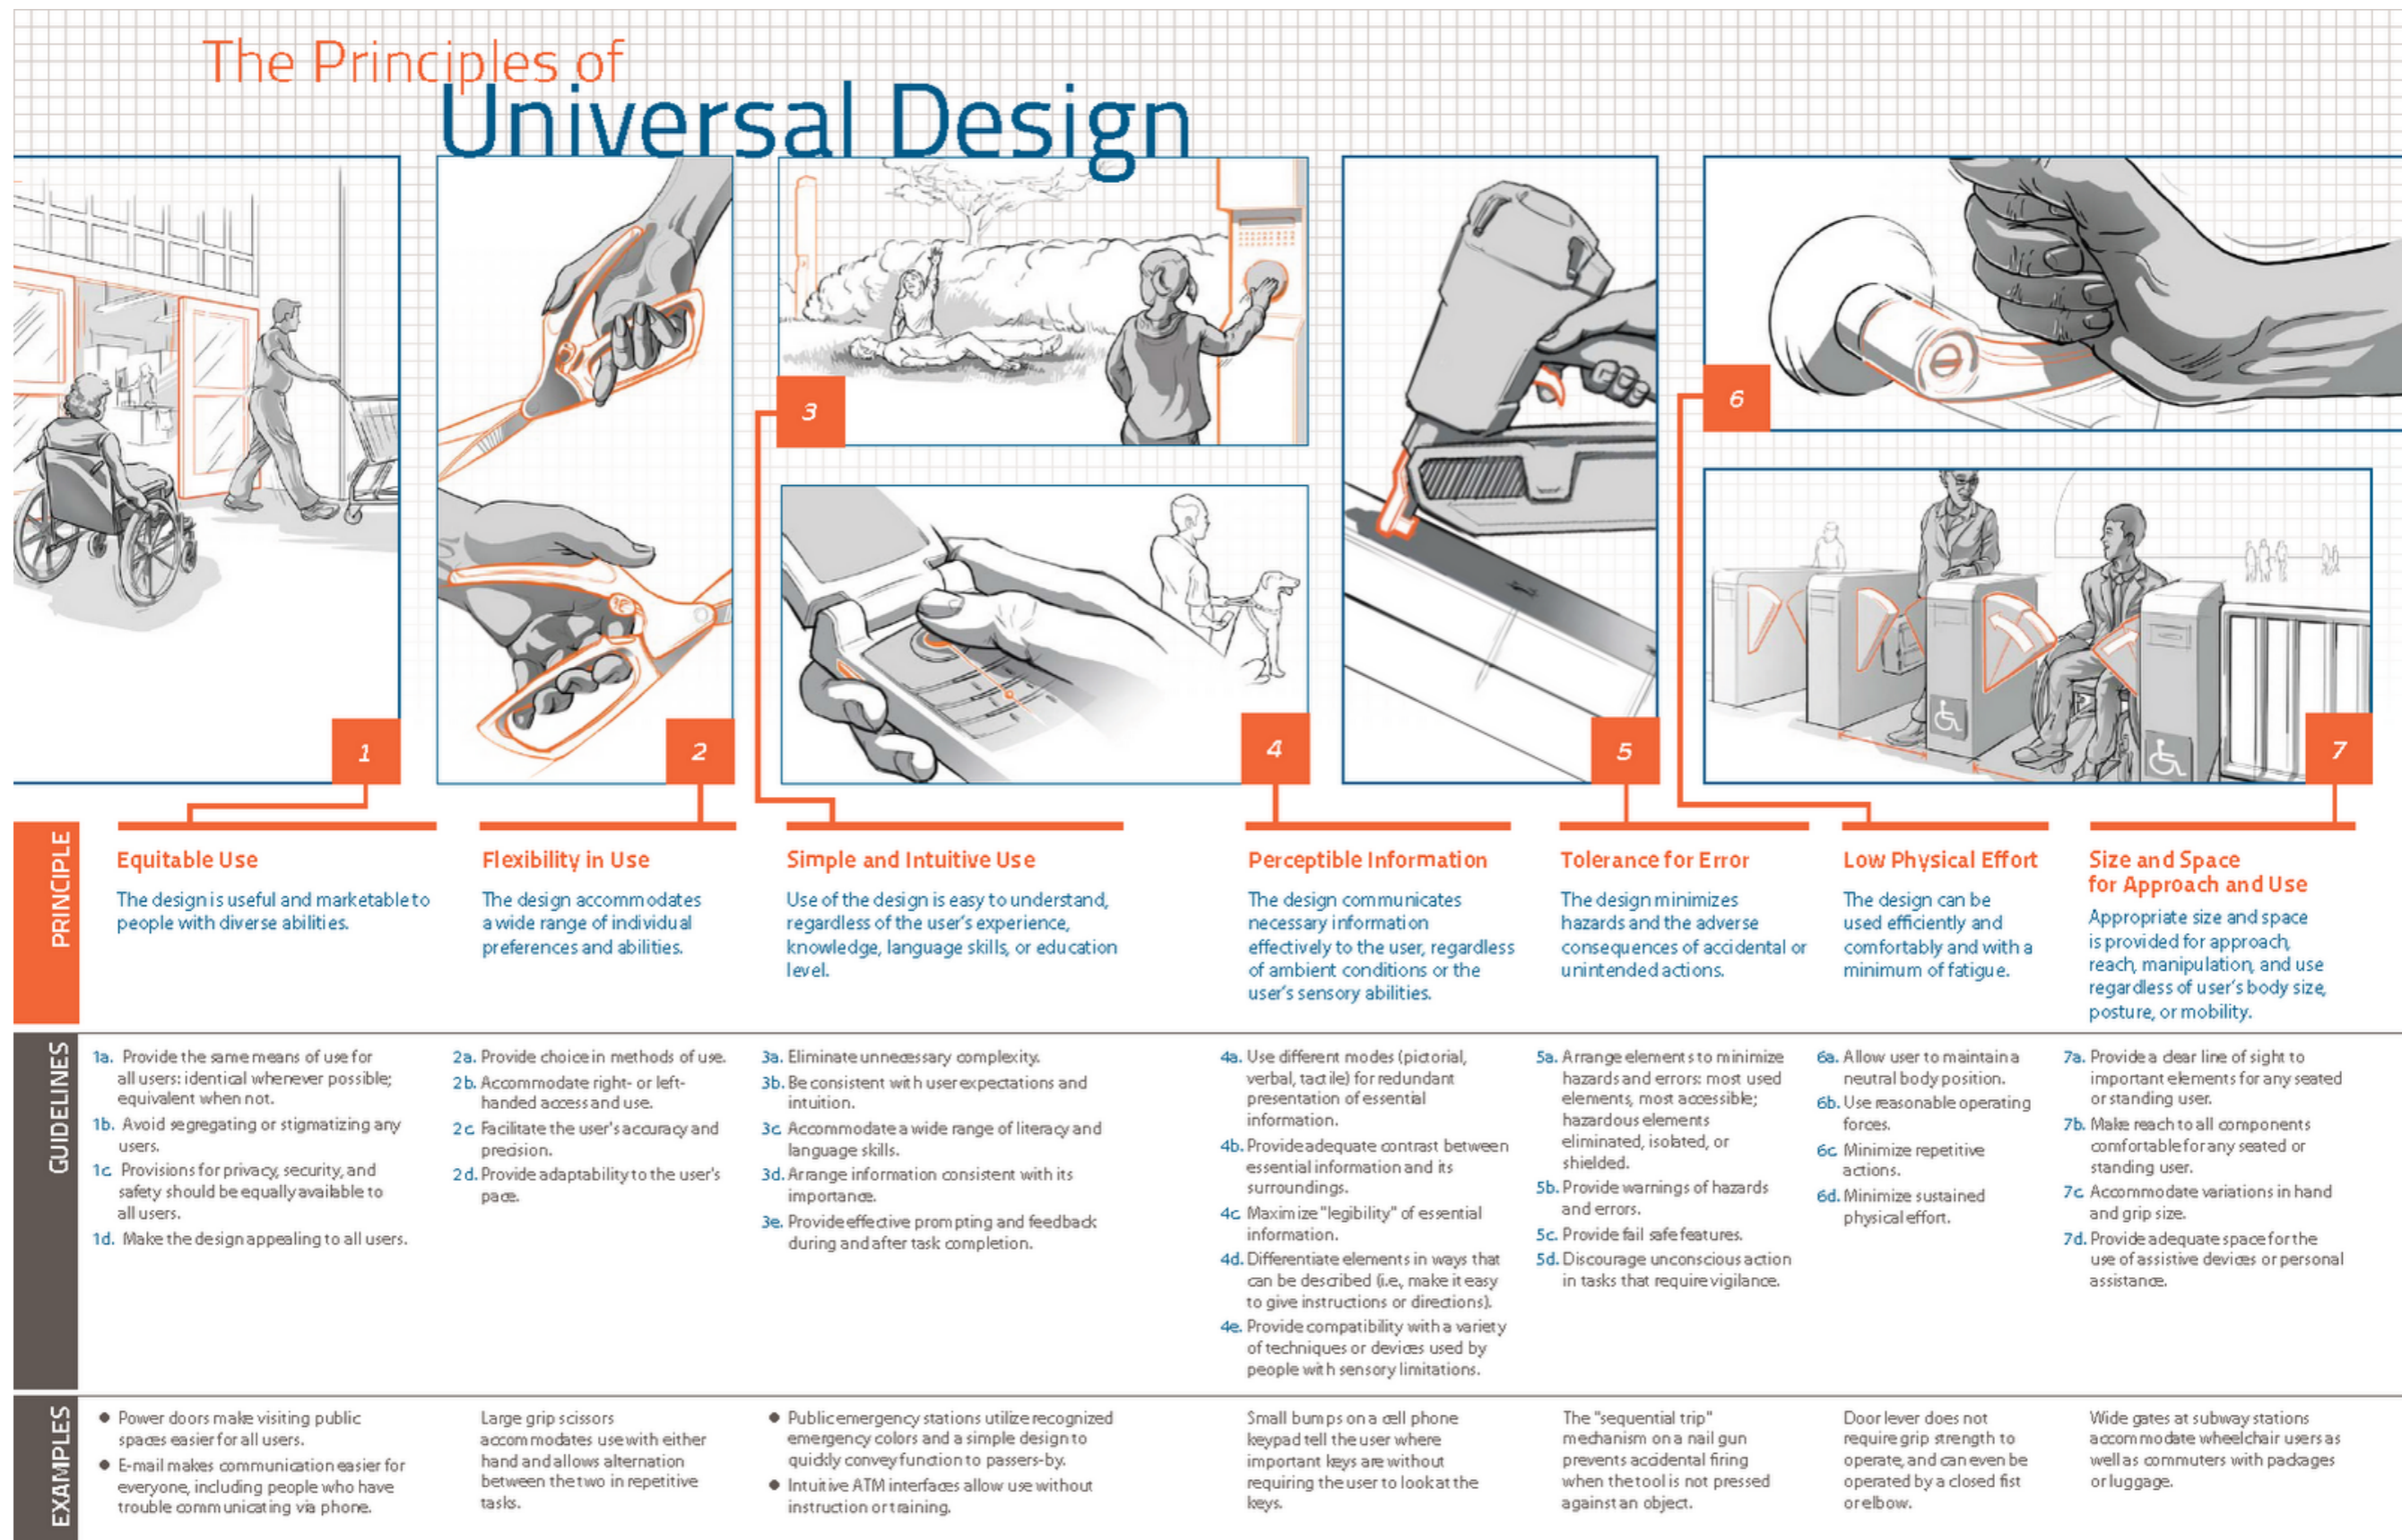 The Principles of
Universal Design
1
2
3
4
5
6
7
PRINCIPLE
Equitable Use
The design is useful and marketable to
people with diverse abilities.
Flexibility in Use
The design accommodates
a wide range of individual
preferences and abilities.
Simple and Intuitive Use
Use of the design is easy to understand,
regardless of the user's experience,
knowledge, language skills, or education
level.
Perceptible Information
The design communicates
necessary information
effectively to the user, regardless
of ambient conditions or the
user's sensory abilities.
Tolerance for Error
The design minimizes
hazards and the adverse
consequences of accidental or
unintended actions.
Low Physical Effort
The design can be
used efficiently and
comfortably and with a
minimum of fatigue.
Size and Space
for Approach and Use
Appropriate size and space
is provided for approach,
reach, manipulation, and use
regardless of user's body size,
posture, or mobility.
GUIDELINES
1a. Provide the same means of use for
all users: identical whenever possible;
equivalent when not.
1b. Avoid segregating or stigmatizing any
users.
1c. Provisions for privacy, security, and
safety should be equally available to
all users.
1d. Make the design appealing to all users.
2a. Provide choice in methods of use.
2b. Accommodate right- or left-
handed access and use.
2c. Facilitate the user's accuracy and
precision.
2d. Provide adaptability to the user's
pace.
3a. Eliminate unnecessary complexity.
3b. Be consistent with user expectations and
intuition.
3c. Accommodate a wide range of literacy and
language skills.
3d. Arrange information consistent with its
importance.
3e. Provide effective prompting and feedback
during and after task completion.
4a. Use different modes (pictorial,
verbal, tactile) for redundant
presentation of essential
information.
4b. Provide adequate contrast between
essential information and its
surroundings.
4c. Maximize "legibility" of essential
information.
4d. Differentiate elements in ways that
can be described (i.e., make it easy
to give instructions or directions).
4e. Provide compatibility with a variety
of techniques or devices used by
people with sensory limitations.
5a. Arrange elements to minimize
hazards and errors: most used
elements, most accessible;
hazardous elements
eliminated, isolated, or
shielded.
5b. Provide warnings of hazards
and errors.
5c. Provide fail safe features.
5d. Discourage unconscious action
in tasks that require vigilance.
6a. Allow user to maintain a
neutral body position.
6b. Use reasonable operating
forces.
6c. Minimize repetitive
actions.
6d. Minimize sustained
physical effort.
7a. Provide a clear line of sight to
important elements for any seated
or standing user.
7b. Make reach to all components
comfortable for any seated or
standing user.
7c. Accommodate variations in hand
and grip size.
7d. Provide adequate space for the
use of assistive devices or personal
assistance.
EXAMPLES
● Power doors make visiting public
spaces easier for all users.
● E-mail makes communication easier for
everyone, including people who have
trouble communicating via phone.
Large grip scissors
accommodates use with either
hand and allows alternation
between the two in repetitive
tasks.
● Public emergency stations utilize recognized
emergency colors and a simple design to
quickly convey function to passers-by.
● Intuitive ATM interfaces allow use without
instruction or training.
Small bumps on a cell phone
keypad tell the user where
important keys are without
requiring the user to look at the
keys.
The "sequential trip"
mechanism on a nail gun
prevents accidental firing
when the tool is not pressed
against an object.
Door lever does not
require grip strength to
operate, and can even be
operated by a closed fist
or elbow.
Wide gates at subway stations
accommodate wheelchair users as
well as commuters with packages
or luggage.